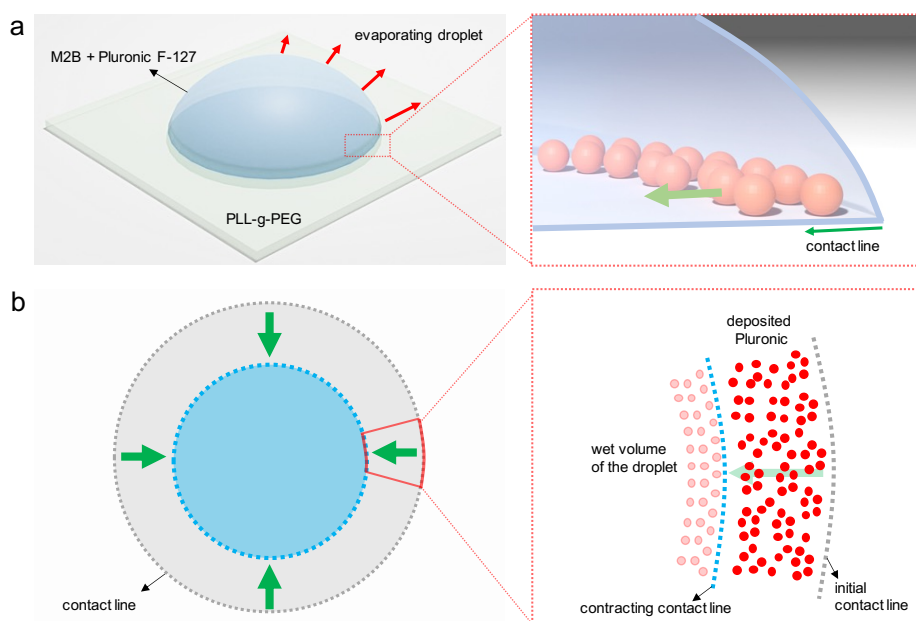 a
evaporating droplet
M2B + Pluronic F-127
PLL-g-PEG
contact line
b
deposited
Pluronic
wet volume
of the droplet
contact line
contracting contact line
initial
contact line